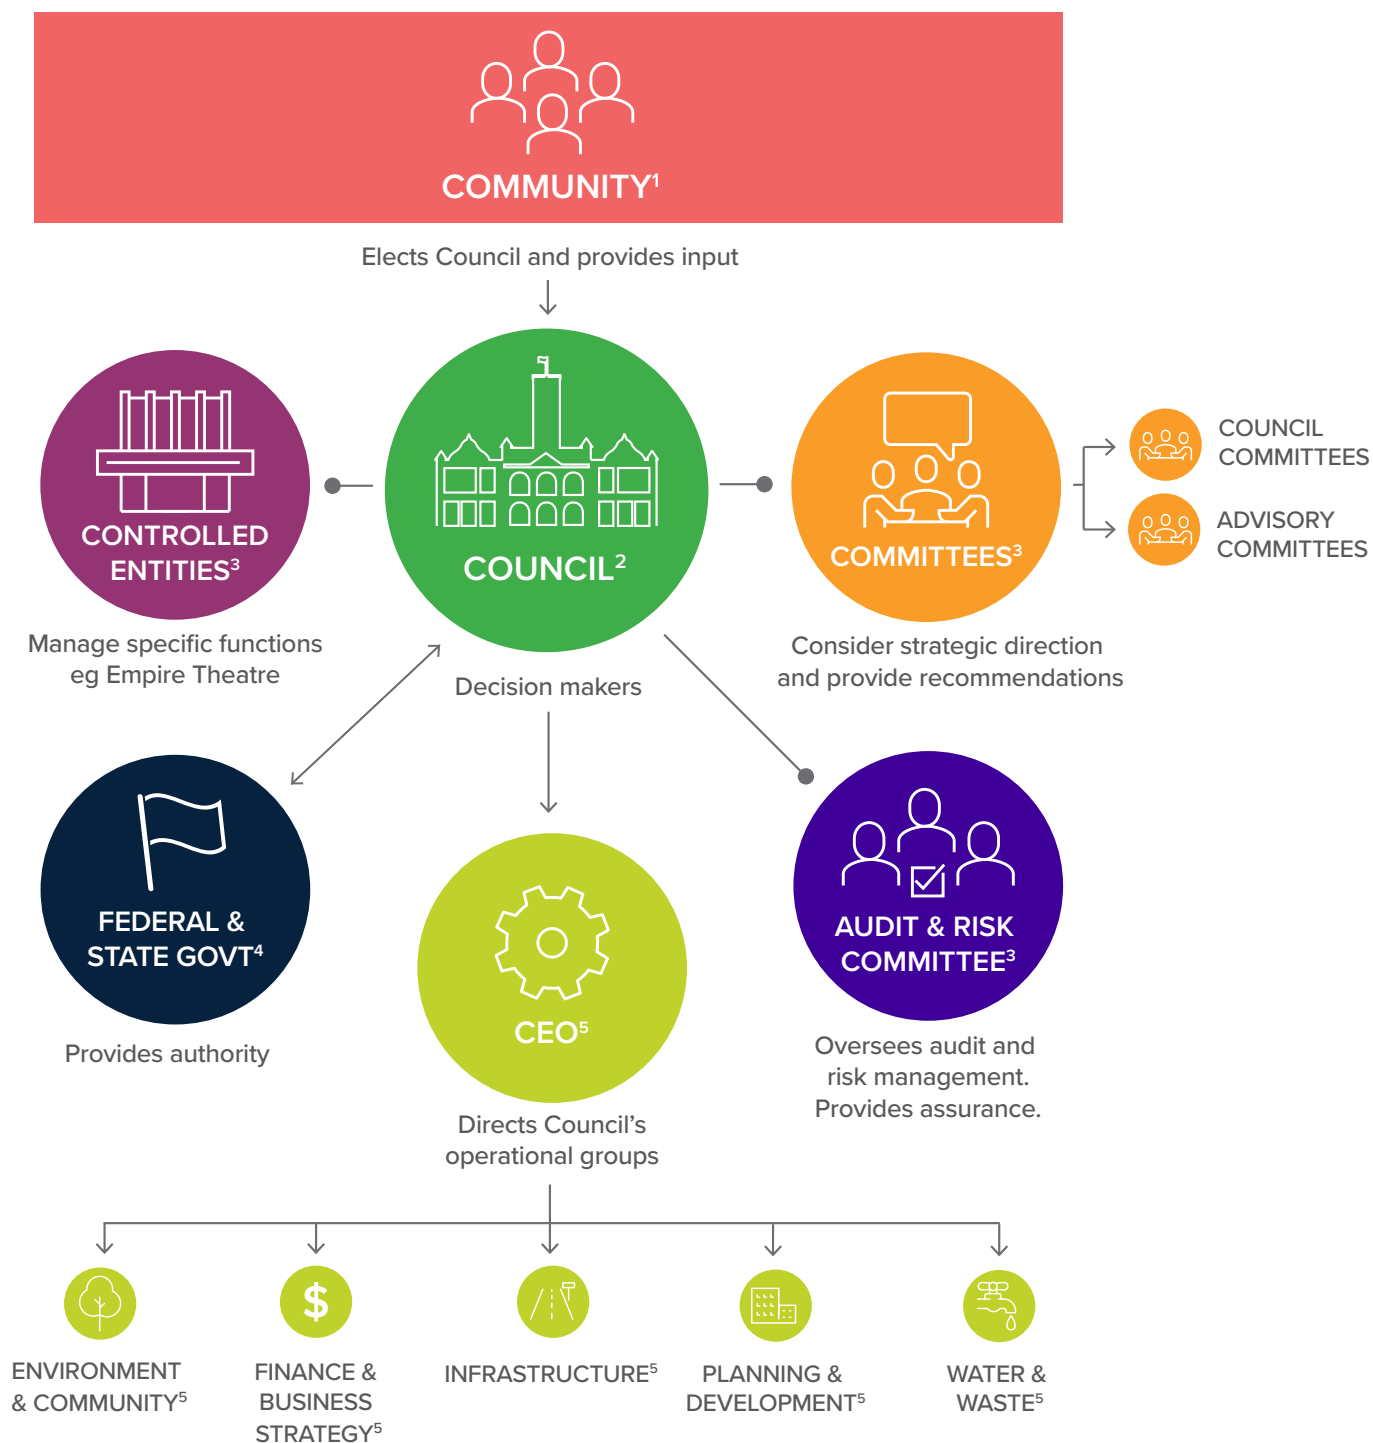 COMMUNITY¹
Elects Council and provides input
CONTROLLED
ENTITIES³
Manage specific functions
eg Empire Theatre
COUNCIL²
Decision makers
COMMITTEES³
Consider strategic direction
and provide recommendations
COUNCIL
COMMITTEES
ADVISORY
COMMITTEES
FEDERAL &
STATE GOVT⁴
Provides authority
CEO⁵
Directs Council’s
operational groups
AUDIT & RISK
COMMITTEE³
Oversees audit and
risk management.
Provides assurance.
ENVIRONMENT
& COMMUNITY⁵
$
FINANCE &
BUSINESS
STRATEGY⁵
INFRASTRUCTURE⁵
PLANNING &
DEVELOPMENT⁵
WATER &
WASTE⁵